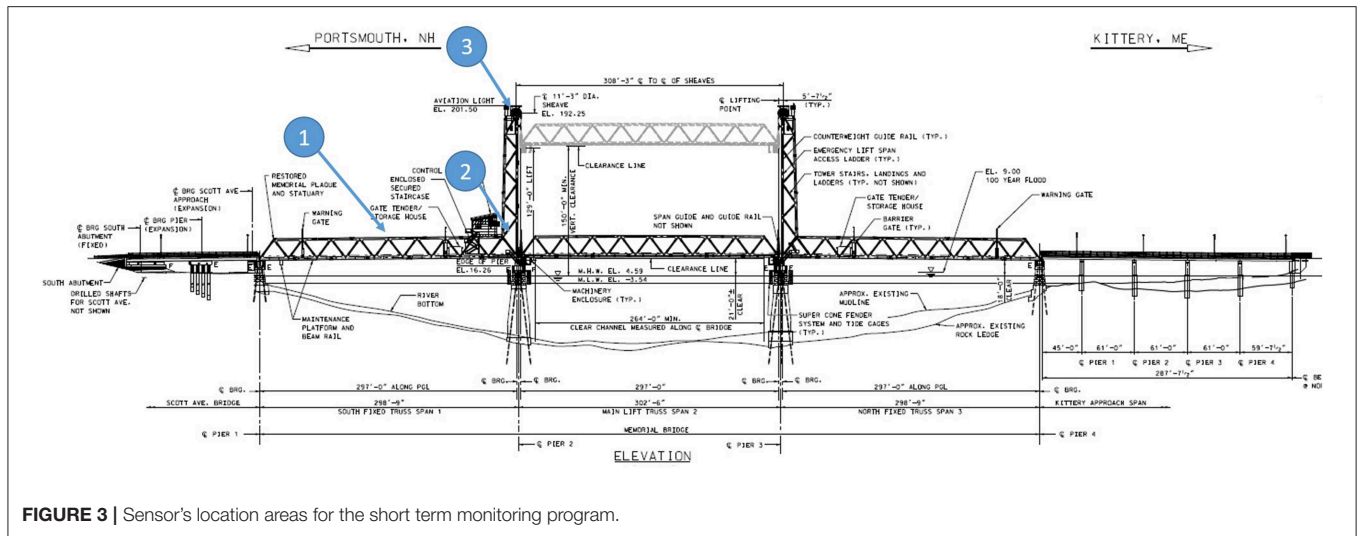 PORTSMOUTH, NH
KITTERY, ME
3
308'-3" ℄ TO ℄ OF SHEAVES
AVIATION LIGHT
EL. 201.50
℄ 11'-3" DIA.
SHEAVE
EL. 192.25
℄ LIFTING
POINT
5'-7½"
(TYP.)
1
COUNTERWEIGHT GUIDE RAIL (TYP.)
EMERGENCY LIFT SPAN
ACCESS LADDER (TYP.)
TOWER STAIRS, LANDINGS AND
LADDERS (TYP. NOT SHOWN)
CLEARANCE LINE
129'-0" LIFT
150'-0" MIN.
VERT. CLEARANCE
2
CONTROL
ENCLOSED
SECURED
STAIRCASE
GATE TENDER/
STORAGE HOUSE
RESTORED
MEMORIAL PLAQUE
AND STATUARY
WARNING
GATE
℄ BRG SCOTT AVE
APPROACH
(EXPANSION)
℄ BRG PIER
(EXPANSION)
℄ BRG SOUTH
ABUTMENT
(FIXED)
EL. 9.00
100 YEAR FLOOD
WARNING GATE
GATE TENDER/
STORAGE HOUSE
BARRIER
GATE (TYP.)
SPAN GUIDE AND GUIDE RAIL
NOT SHOWN
EDGE OF PIER
EL.16.26
CLEARANCE LINE
M.H.W. EL. 4.59
M.L.W. EL. -3.54
MACHINERY
ENCLOSURE (TYP.)
21'-0"±
CLEAR
18'-0"
CLEAR
SOUTH ABUTMENT
DRILLED SHAFTS
FOR SCOTT AVE.
NOT SHOWN
MAINTENANCE
PLATFORM AND
BEAM RAIL
RIVER
BOTTOM
264'-0" MIN.
CLEAR CHANNEL MEASURED ALONG ℄ BRIDGE
SUPER CONE FENDER
SYSTEM AND TIDE GAGES
(TYP.)
APPROX. EXISTING
MUDLINE
APPROX. EXISTING
ROCK LEDGE
45'-0" 61'-0" 61'-0" 61'-0" 59'-7½"
℄ PIER 1 ℄ PIER 2 ℄ PIER 3 ℄ PIER 4
287'-7½"
℄ BRG. ℄ BRG. ℄ BRG. ℄ BRG. ℄ BRG. ℄ BRG.
297'-0" ALONG PGL 297'-0" 297'-0" ALONG PGL
SCOTT AVE. BRIDGE 298'-9" 302'-6" 298'-9" KITTERY APPROACH SPAN
SOUTH FIXED TRUSS SPAN 1 MAIN LIFT TRUSS SPAN 2 NORTH FIXED TRUSS SPAN 3
MEMORIAL BRIDGE
℄ PIER 1 ℄ PIER 2 ℄ PIER 3 ℄ PIER 4
ELEVATION
FIGURE 3 | Sensor's location areas for the short term monitoring program.